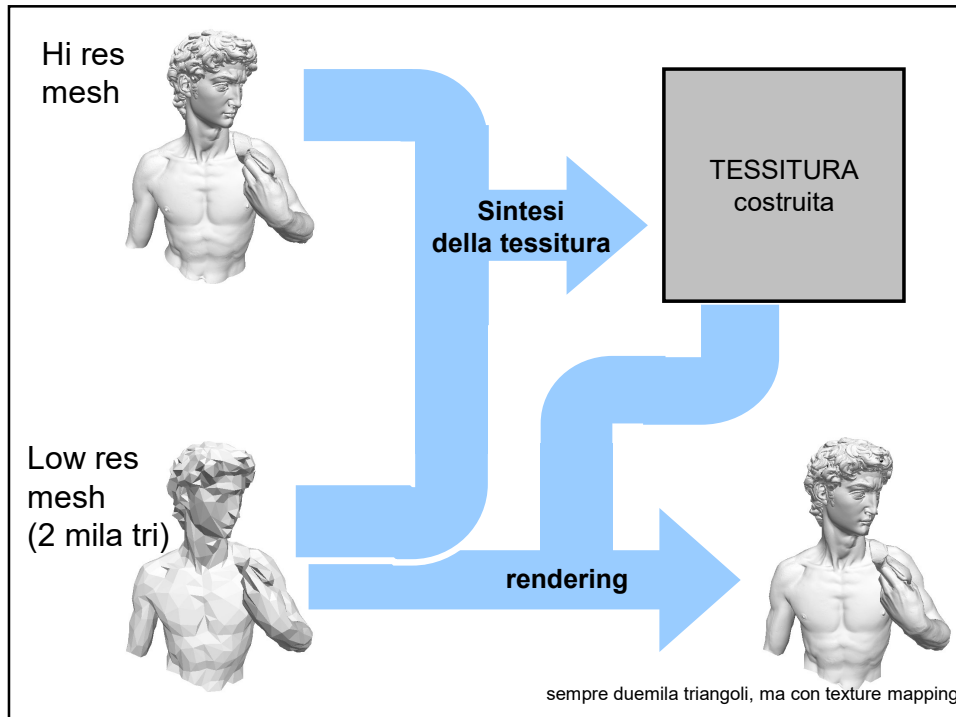 Hi res
mesh
TESSITURA
costruita
Sintesi
della tessitura
Low res
mesh
(2 mila tri)
rendering
sempre duemila triangoli, ma con texture mapping